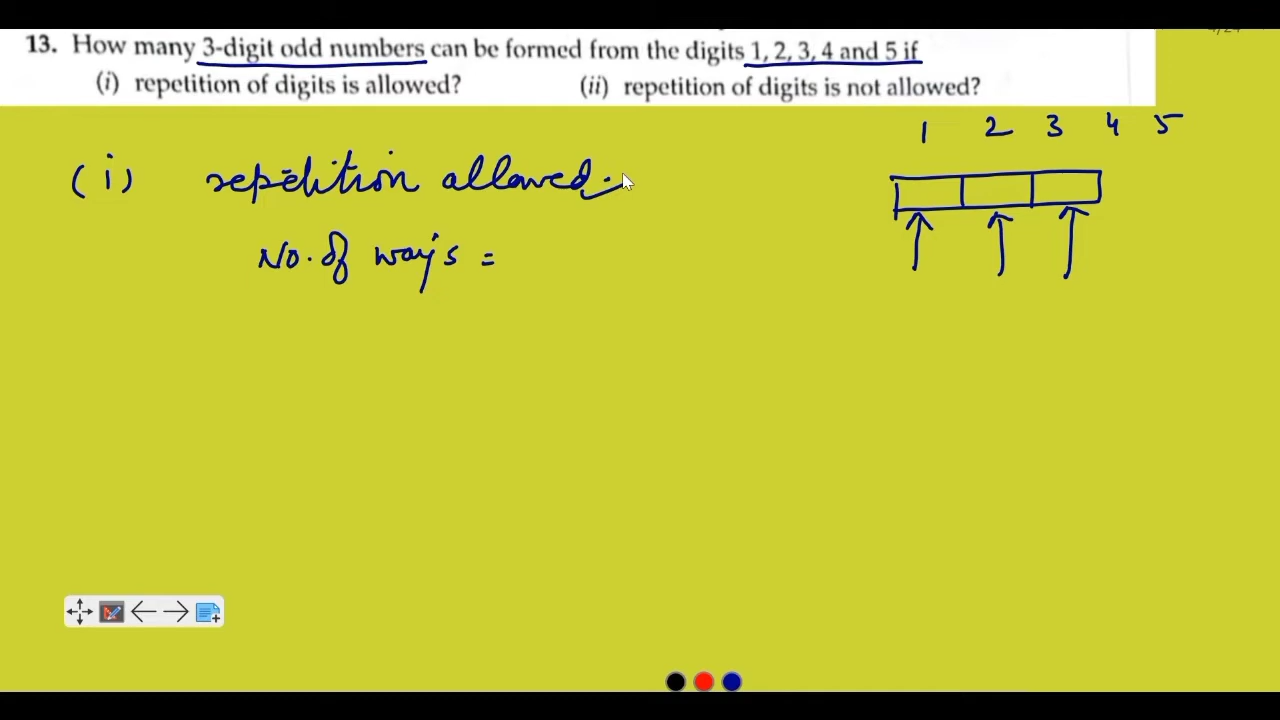 13. How many 3-digit odd numbers can be formed from the digits 1, 2, 3, 4 and 5 if
(i) repetition of digits is allowed? (ii) repetition of digits is not allowed?
1 2 3 4 5
(i) repetition allowed.
No. of ways =